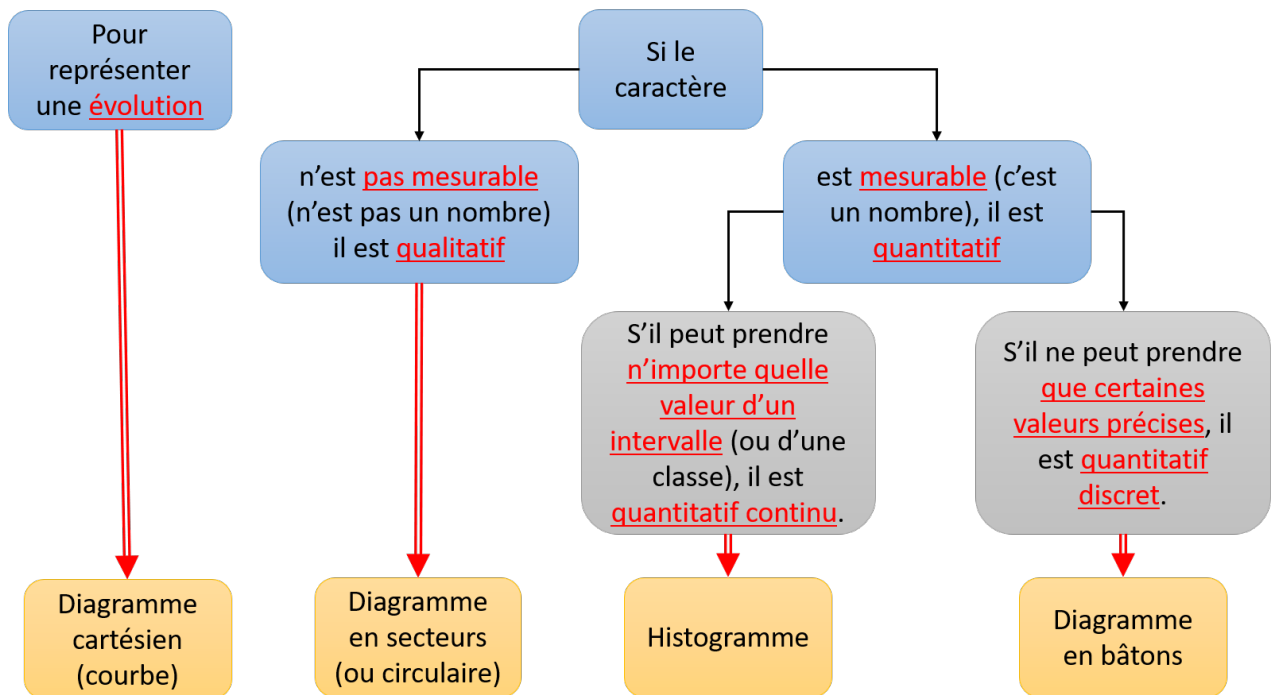 Pour
représenter
une évolution
Si le
caractère
n’est pas mesurable
(n’est pas un nombre)
il est qualitatif
est mesurable (c’est
un nombre), il est
quantitatif
S’il peut prendre
n’importe quelle
valeur d’un
intervalle (ou d’une
classe), il est
quantitatif continu.
S’il ne peut prendre
que certaines
valeurs précises, il
est quantitatif
discret.
Diagramme
cartésien
(courbe)
Diagramme
en secteurs
(ou circulaire)
Histogramme
Diagramme
en bâtons